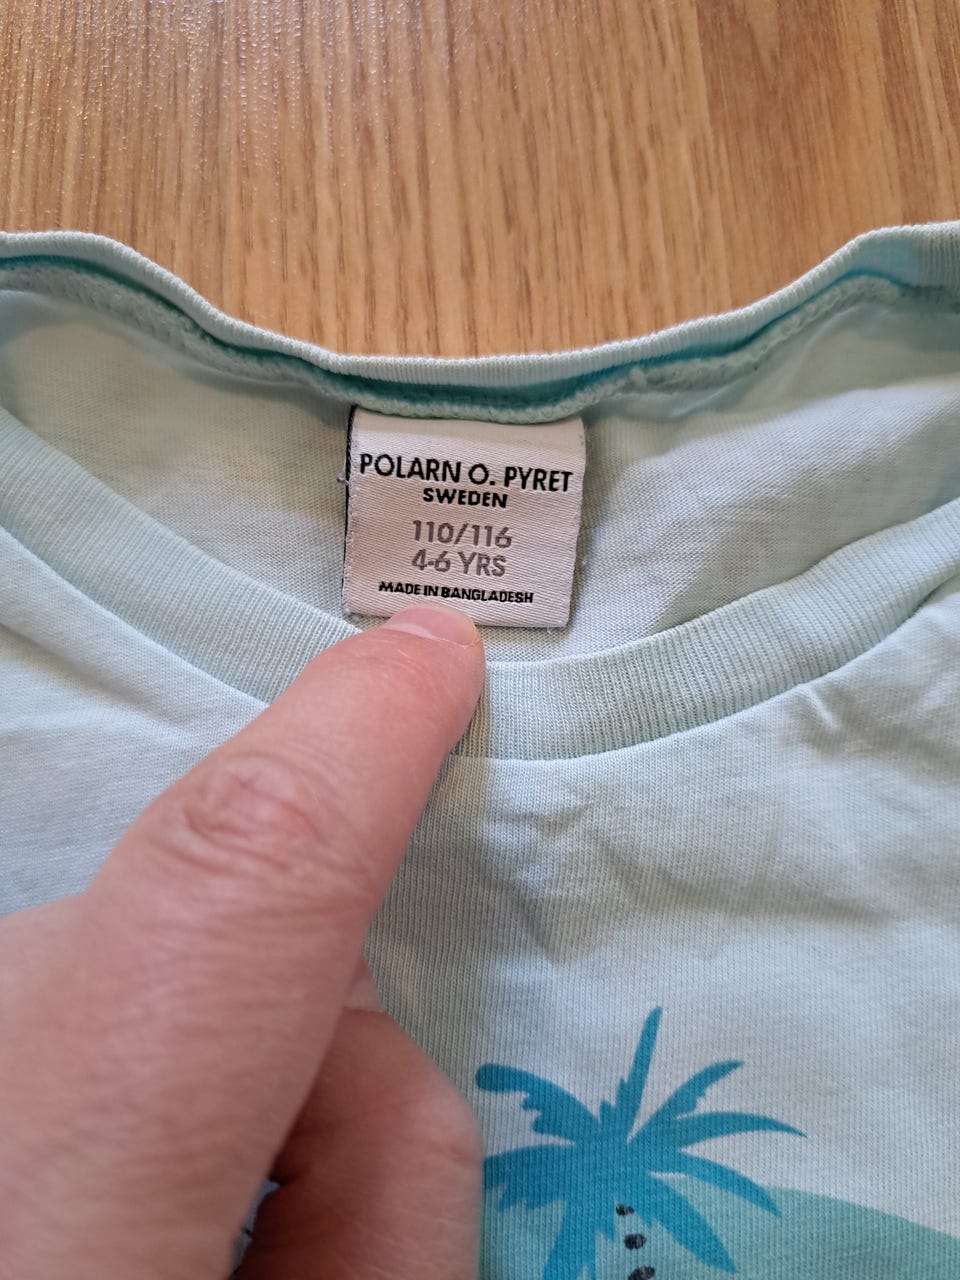 POLARN O. PYRET
SWEDEN
110/116
4-6 YRS
MADE IN BANGLADESH